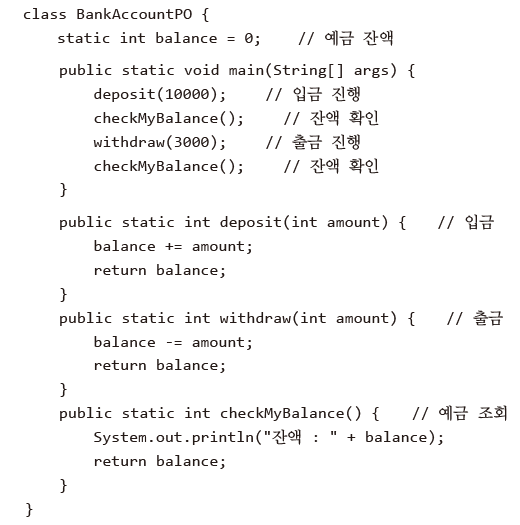 class BankAccountPO {
    static int balance = 0;    // 예금 잔액
    public static void main(String[] args) {
        deposit(10000);    // 입금 진행
        checkMyBalance();    // 잔액 확인
        withdraw(3000);    // 출금 진행
        checkMyBalance();    // 잔액 확인
    }
    public static int deposit(int amount) {   // 입금
        balance += amount;
        return balance;
    }
    public static int withdraw(int amount) {   // 출금
        balance -= amount;
        return balance;
    }
    public static int checkMyBalance() {   // 예금 조회
        System.out.println("잔액 : " + balance);
        return balance;
    }
}